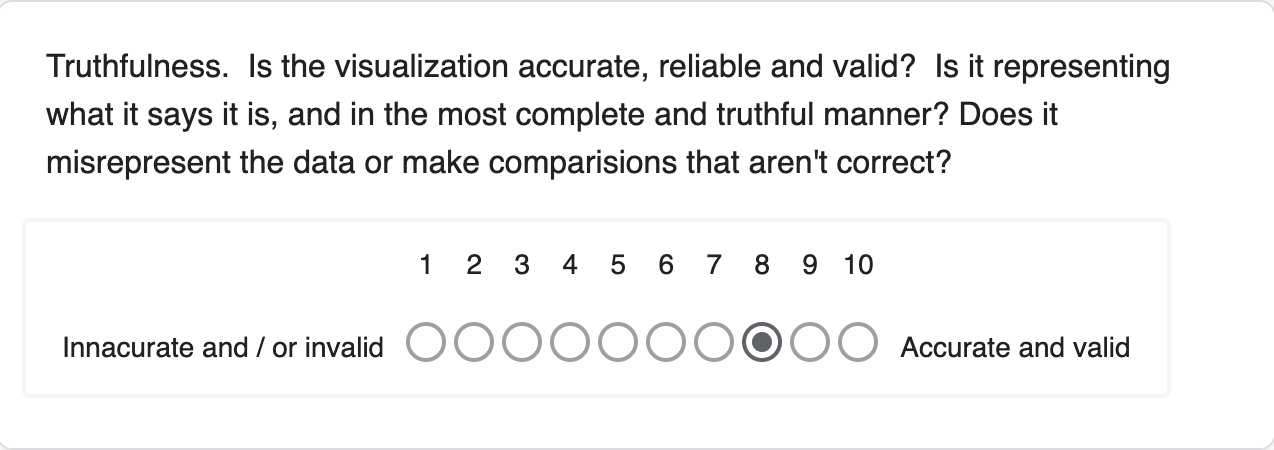 Truthfulness.  Is the visualization accurate, reliable and valid?  Is it representing
what it says it is, and in the most complete and truthful manner? Does it
misrepresent the data or make comparisions that aren't correct?
1 2 3 4 5 6 7 8 9 10
Innacurate and / or invalid
Accurate and valid